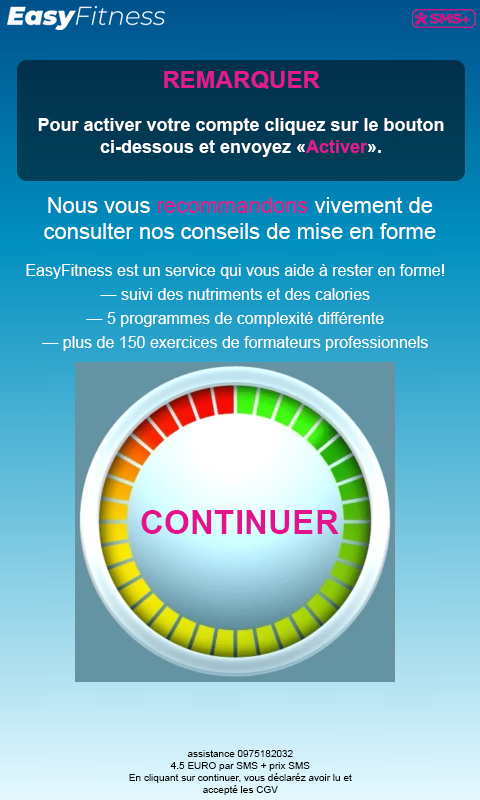 EasyFitness
SMS+
REMARQUER
Pour activer votre compte cliquez sur le bouton
ci-dessous et envoyez «Activer».
Nous vous recommandons vivement de
consulter nos conseils de mise en forme
EasyFitness est un service qui vous aide à rester en forme!
— suivi des nutriments et des calories
— 5 programmes de complexité différente
— plus de 150 exercices de formateurs professionnels
CONTINUER
assistance 0975182032
4.5 EURO par SMS + prix SMS
En cliquant sur continuer, vous déclaréz avoir lu et
accepté les CGV